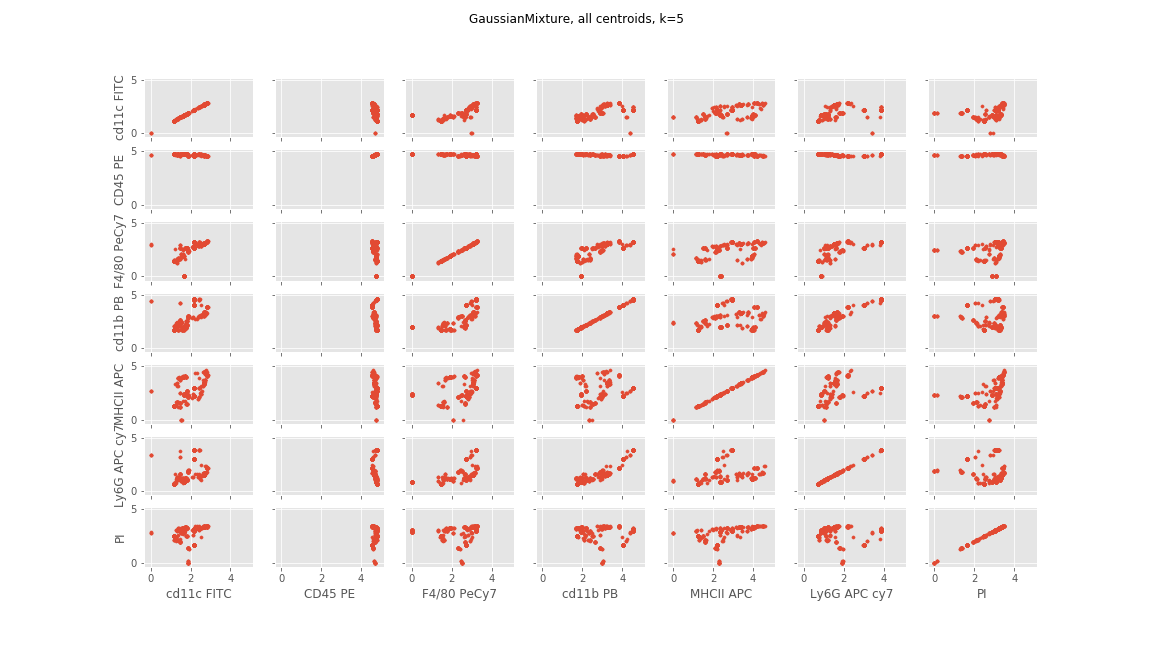 GaussianMixture, all centroids, k=5
cd11c FITC
5
0
CD45 PE
5
0
F4/80 PeCy7
5
0
cd11b PB
5
0
MHCII APC
5
0
Ly6G APC cy7
5
0
PI
5
0
0 2 4 0 2 4 0 2 4 0 2 4 0 2 4 0 2 4 0 2 4
cd11c FITC CD45 PE F4/80 PeCy7 cd11b PB MHCII APC Ly6G APC cy7 PI